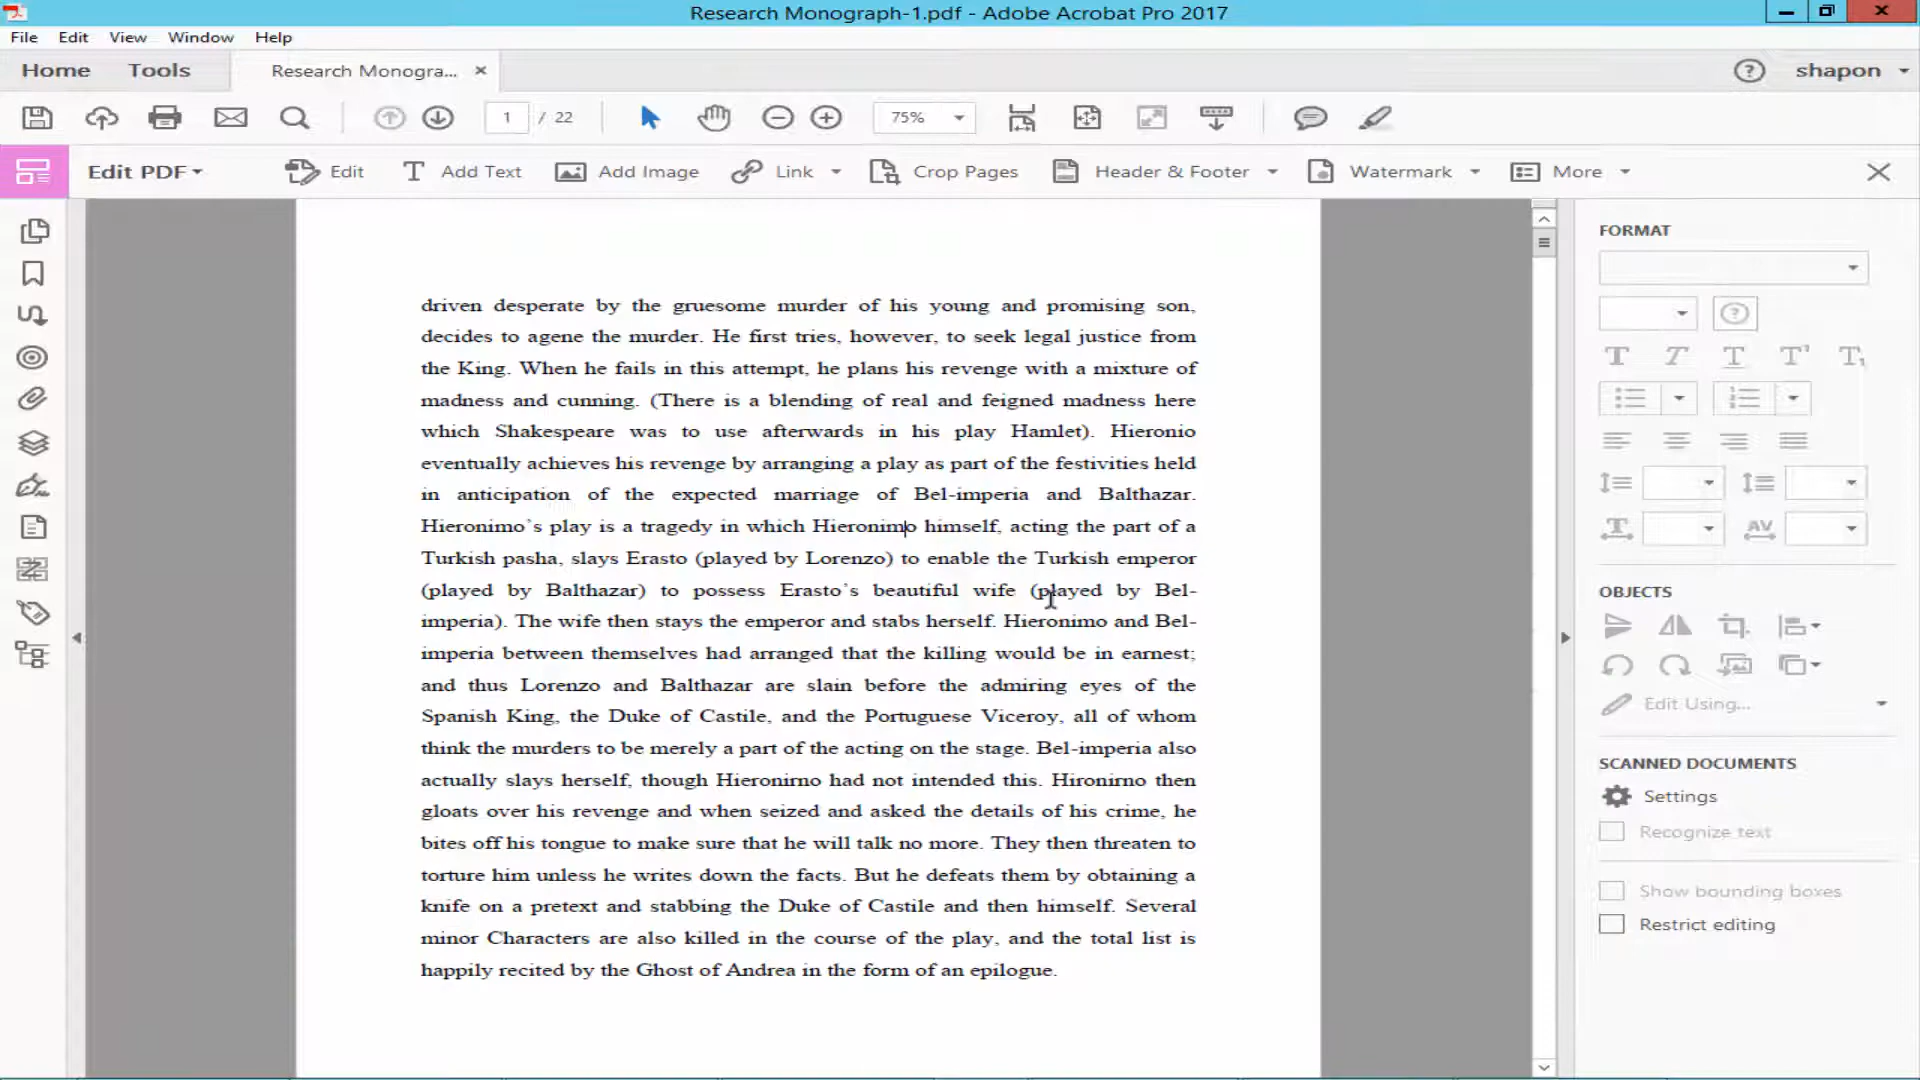 Research Monograph-1.pdf - Adobe Acrobat Pro 2017
File Edit View Window Help
Home Tools Research Monogra... shapon
1 / 22 75%
Edit PDF Edit Add Text Add Image Link Crop Pages Header & Footer Watermark More
driven desperate by the gruesome murder of his young and promising son,
decides to agene the murder. He first tries, however, to seek legal justice from
the King. When he fails in this attempt, he plans his revenge with a mixture of
madness and cunning. (There is a blending of real and feigned madness here
which Shakespeare was to use afterwards in his play Hamlet). Hieronio
eventually achieves his revenge by arranging a play as part of the festivities held
in anticipation of the expected marriage of Bel-imperia and Balthazar.
Hieronimo's play is a tragedy in which Hieronimo himself, acting the part of a
Turkish pasha, slays Erasto (played by Lorenzo) to enable the Turkish emperor
(played by Balthazar) to possess Erasto's beautiful wife (played by Bel-
imperia). The wife then stays the emperor and stabs herself. Hieronimo and Bel-
imperia between themselves had arranged that the killing would be in earnest;
and thus Lorenzo and Balthazar are slain before the admiring eyes of the
Spanish King, the Duke of Castile, and the Portuguese Viceroy, all of whom
think the murders to be merely a part of the acting on the stage. Bel-imperia also
actually slays herself, though Hieronirno had not intended this. Hironirno then
gloats over his revenge and when seized and asked the details of his crime, he
bites off his tongue to make sure that he will talk no more. They then threaten to
torture him unless he writes down the facts. But he defeats them by obtaining a
knife on a pretext and stabbing the Duke of Castile and then himself. Several
minor Characters are also killed in the course of the play, and the total list is
happily recited by the Ghost of Andrea in the form of an epilogue.
FORMAT
OBJECTS
Edit Using...
SCANNED DOCUMENTS
Settings
Recognize text
Show bounding boxes
Restrict editing